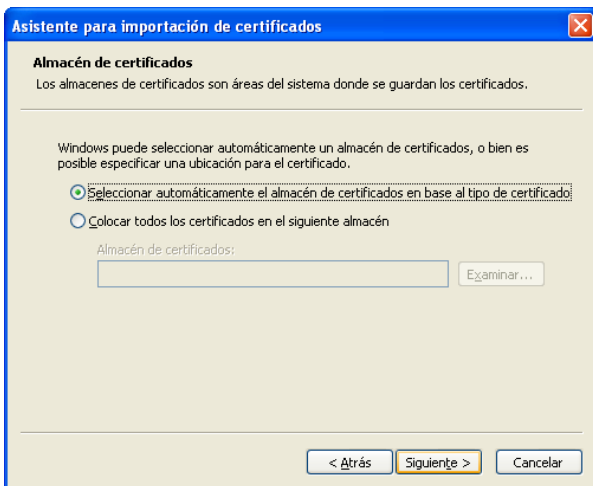 Asistente para importación de certificados
Almacén de certificados
Los almacenes de certificados son áreas del sistema donde se guardan los certificados.
Windows puede seleccionar automáticamente un almacén de certificados, o bien es
posible especificar una ubicación para el certificado.
Seleccionar automáticamente el almacén de certificados en base al tipo de certificado
Colocar todos los certificados en el siguiente almacén
Almacén de certificados:
Examinar...
< Atrás Siguiente > Cancelar